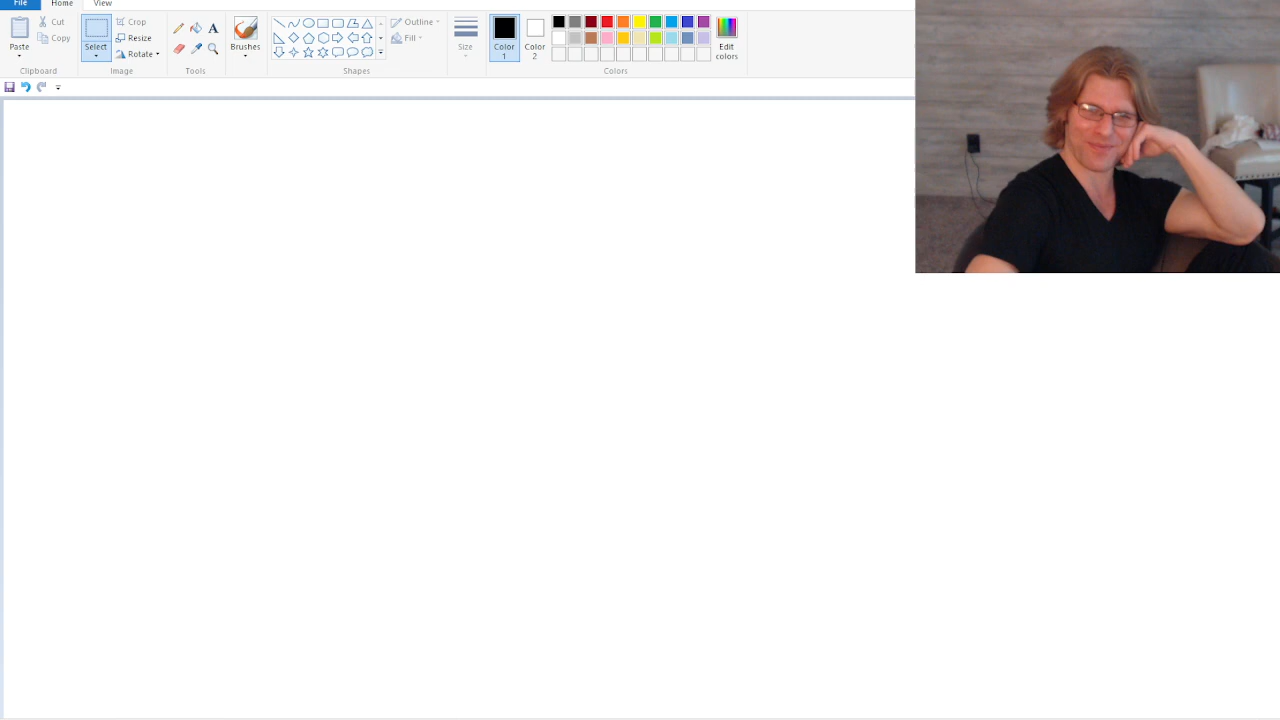 File Home View
Paste Cut Copy Select Crop Resize Rotate Brushes Outline Fill Size Color 1 Color 2 Edit colors
A
Clipboard Image Tools Shapes Colors